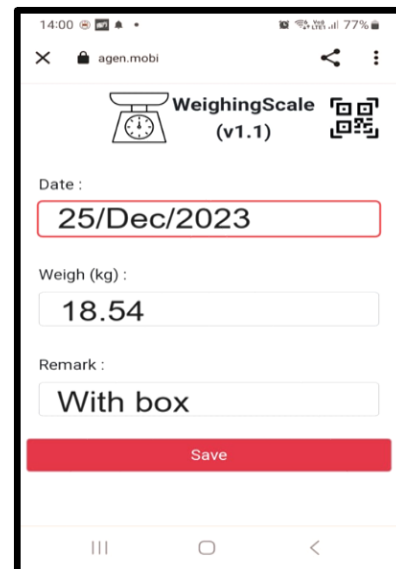 14:00
77%
agen.mobi
WeighingScale
(v1.1)
Date :
25/Dec/2023
Weigh (kg) :
18.54
Remark :
With box
Save